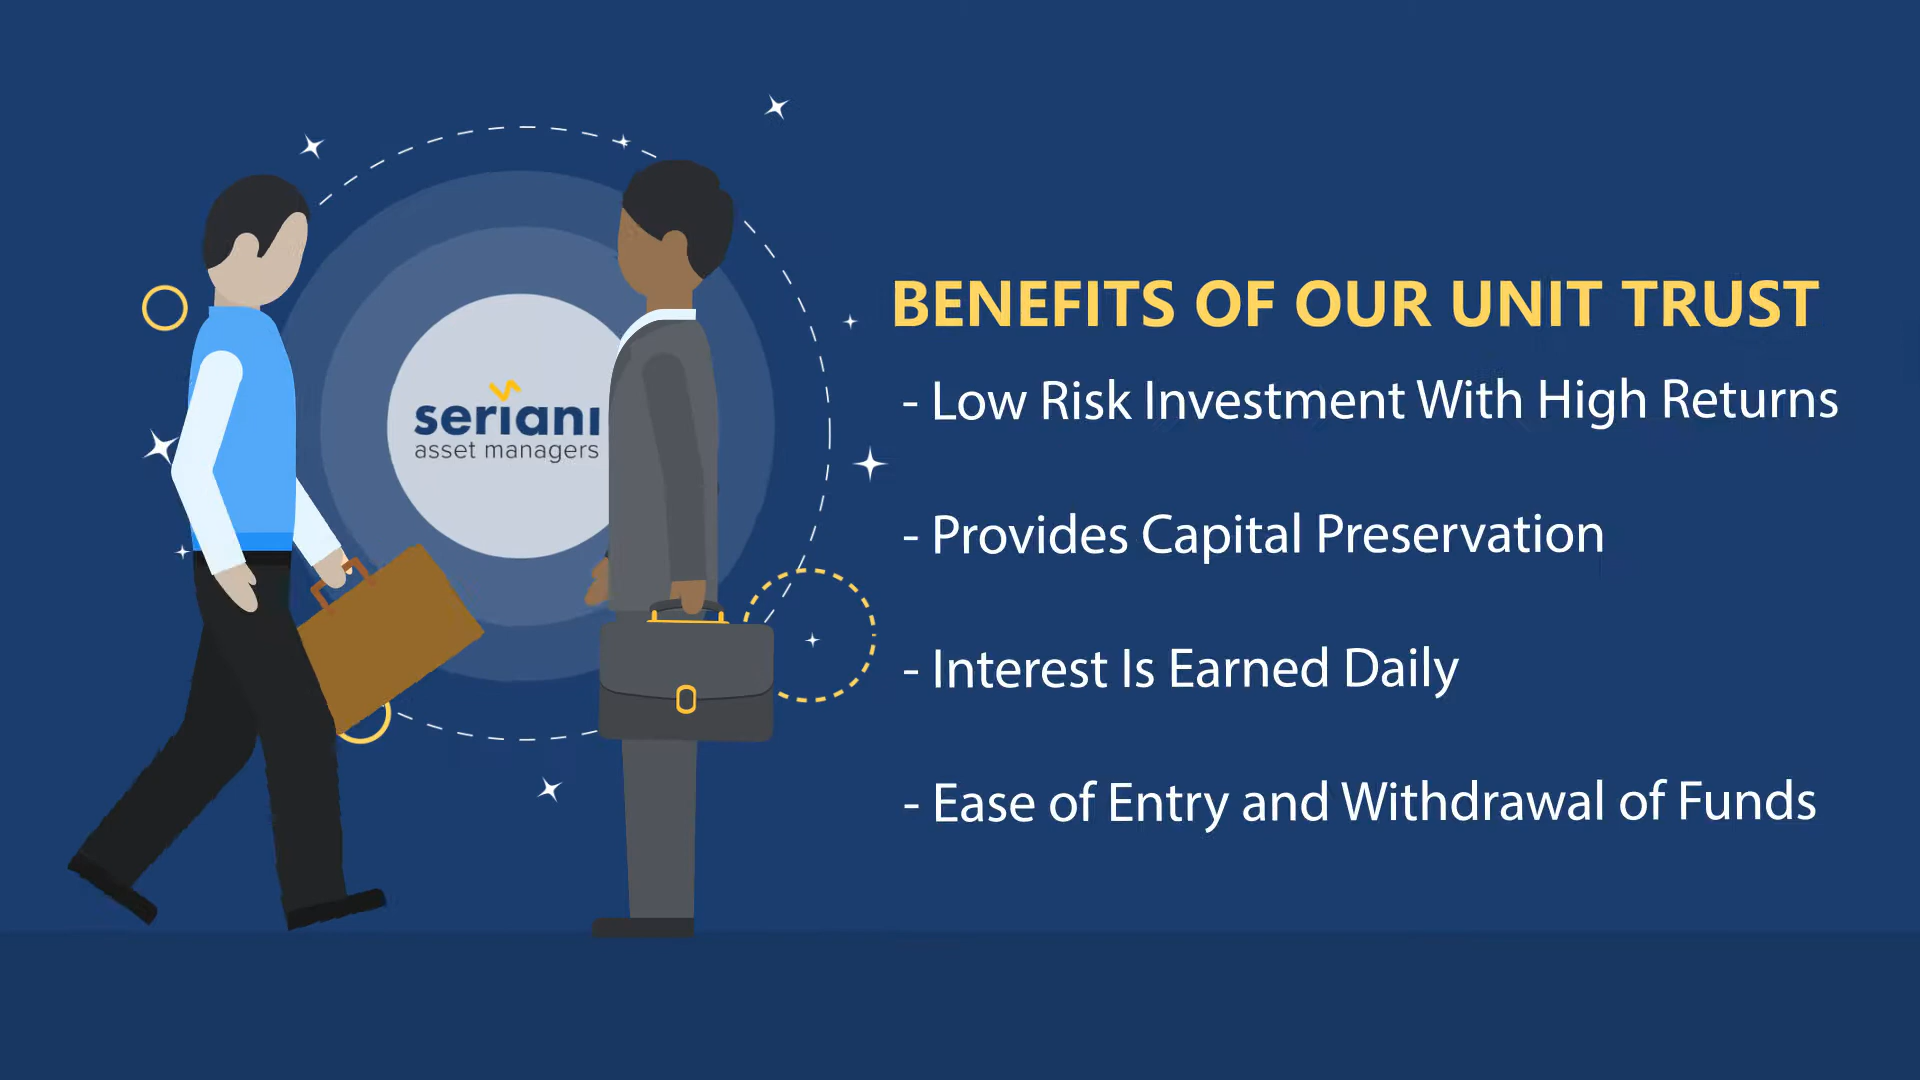 seriani
asset managers
BENEFITS OF OUR UNIT TRUST
- Low Risk Investment With High Returns
- Provides Capital Preservation
- Interest Is Earned Daily
- Ease of Entry and Withdrawal of Funds